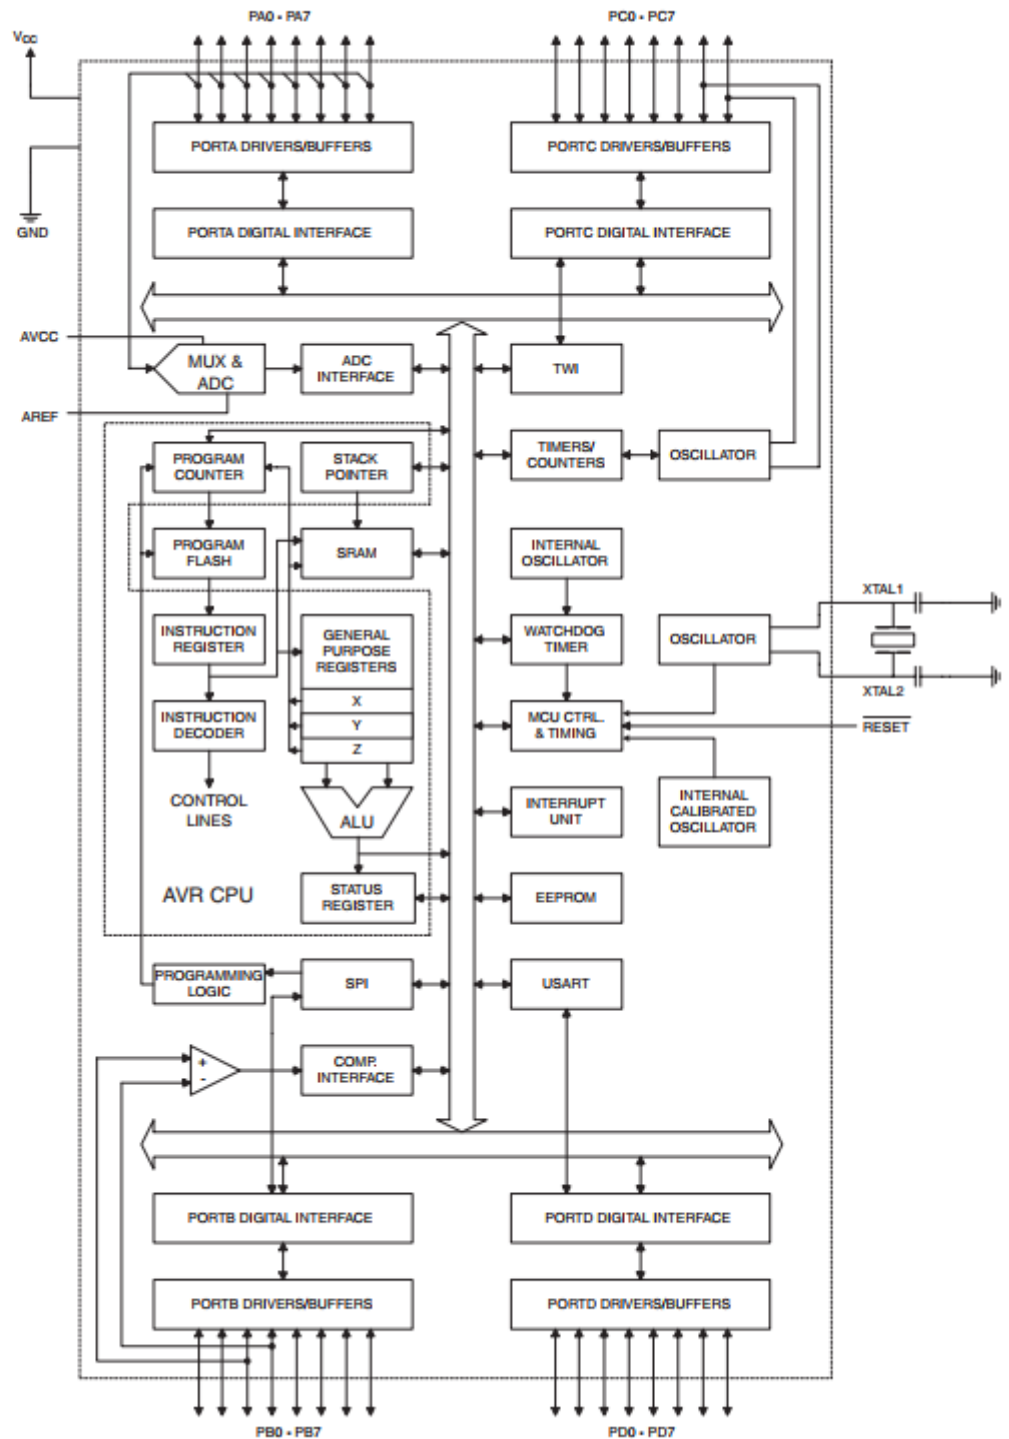 PA0 - PA7
PC0 - PC7
VCC
PORTA DRIVERS/BUFFERS
PORTC DRIVERS/BUFFERS
GND
PORTA DIGITAL INTERFACE
PORTC DIGITAL INTERFACE
AVCC
MUX &
ADC
ADC
INTERFACE
TWI
AREF
PROGRAM
COUNTER
STACK
POINTER
TIMERS/
COUNTERS
OSCILLATOR
PROGRAM
FLASH
SRAM
INTERNAL
OSCILLATOR
XTAL1
INSTRUCTION
REGISTER
GENERAL
PURPOSE
REGISTERS
WATCHDOG
TIMER
OSCILLATOR
XTAL2
X
Y
Z
INSTRUCTION
DECODER
MCU CTRL.
& TIMING
RESET
CONTROL
LINES
ALU
INTERRUPT
UNIT
INTERNAL
CALIBRATED
OSCILLATOR
AVR CPU
STATUS
REGISTER
EEPROM
PROGRAMMING
LOGIC
SPI
USART
+
-
COMP.
INTERFACE
PORTB DIGITAL INTERFACE
PORTD DIGITAL INTERFACE
PORTB DRIVERS/BUFFERS
PORTD DRIVERS/BUFFERS
PB0 - PB7
PD0 - PD7